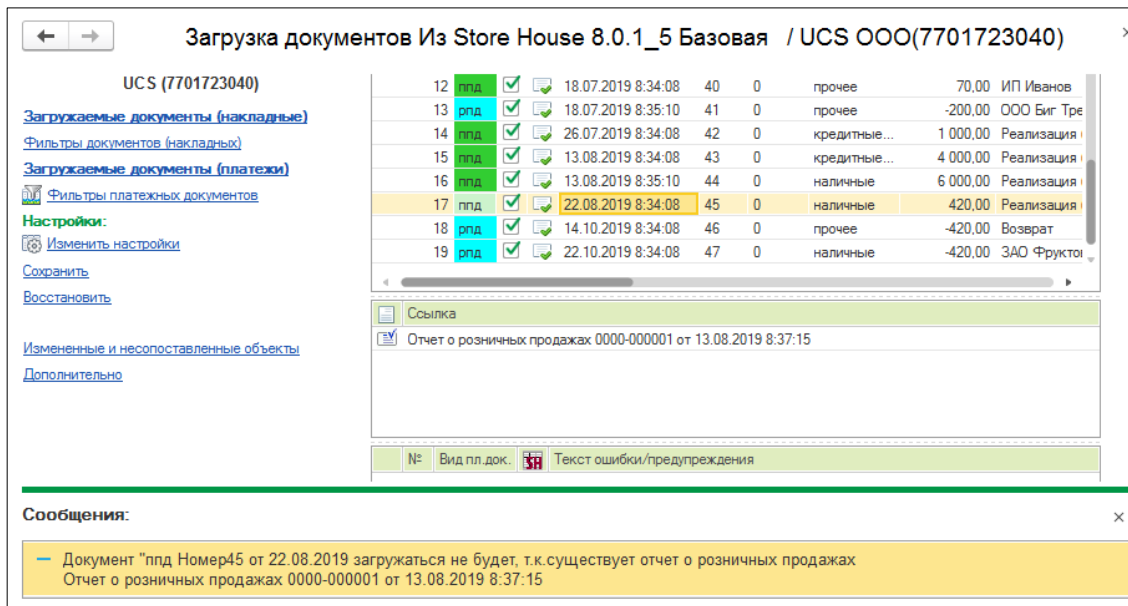 Загрузка документов Из Store House 8.0.1_5 Базовая / UCS ООО(7701723040)
UCS (7701723040)
Загружаемые документы (накладные)
Фильтры документов (накладных)
Загружаемые документы (платежи)
Фильтры платежных документов
Настройки:
Изменить настройки
Сохранить
Восстановить
Измененные и несопоставленные объекты
Дополнительно
12 ппд 18.07.2019 8:34:08 40 0 прочее 70,00 ИП Иванов
13 рпд 18.07.2019 8:35:10 41 0 прочее -200,00 ООО Биг Тре
14 ппд 26.07.2019 8:34:08 42 0 кредитные... 1 000,00 Реализация
15 ппд 13.08.2019 8:34:08 43 0 кредитные... 4 000,00 Реализация
16 ппд 13.08.2019 8:35:10 44 0 наличные 6 000,00 Реализация
17 ппд 22.08.2019 8:34:08 45 0 наличные 420,00 Реализация
18 рпд 14.10.2019 8:34:08 46 0 прочее -420,00 Возврат
19 рпд 22.10.2019 8:34:08 47 0 наличные -420,00 ЗАО Фрукто
Ссылка
Отчет о розничных продажах 0000-000001 от 13.08.2019 8:37:15
№ Вид пл.док. SH Текст ошибки/предупреждения
Сообщения:
Документ "ппд Номер45 от 22.08.2019 загружаться не будет, т.к.существует отчет о розничных продажах
Отчет о розничных продажах 0000-000001 от 13.08.2019 8:37:15